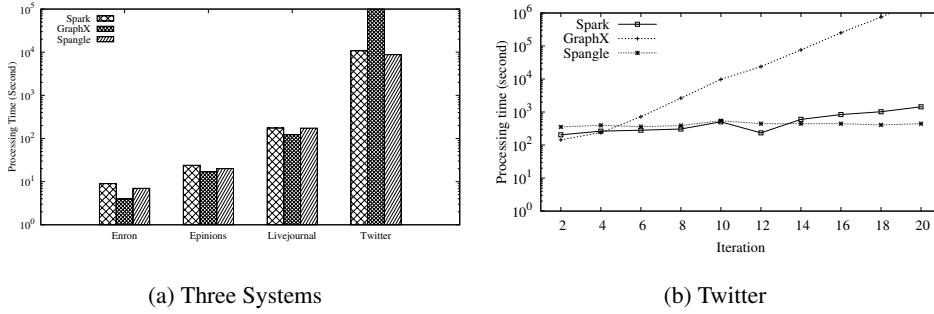 Processing Time (Second)
10^5
10^4
10^3
10^2
10^1
10^0
Spark
GraphX
Spangle
Enron Epinions Livejournal Twitter
(a) Three Systems
Processing time (second)
10^6
10^5
10^4
10^3
10^2
10^1
10^0
Spark
GraphX
Spangle
2 4 6 8 10 12 14 16 18 20
Iteration
(b) Twitter